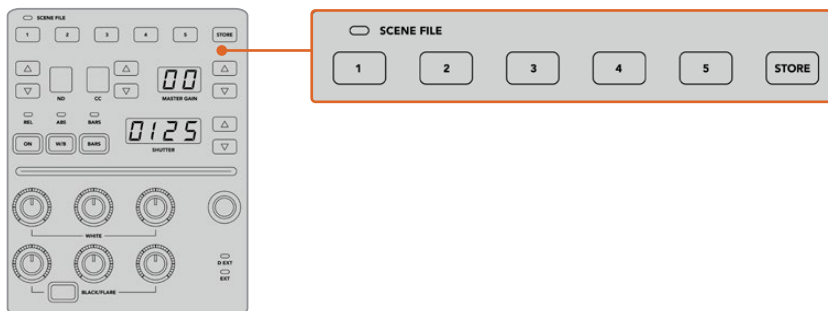 SCENE FILE
1 2 3 4 5 STORE
ND CC MASTER GAIN
00
REL ABS BARS
ON W/B BARS
0125
SHUTTER
WHITE
D EXT
EXT
BLACK/FLARE
SCENE FILE
1 2 3 4 5 STORE